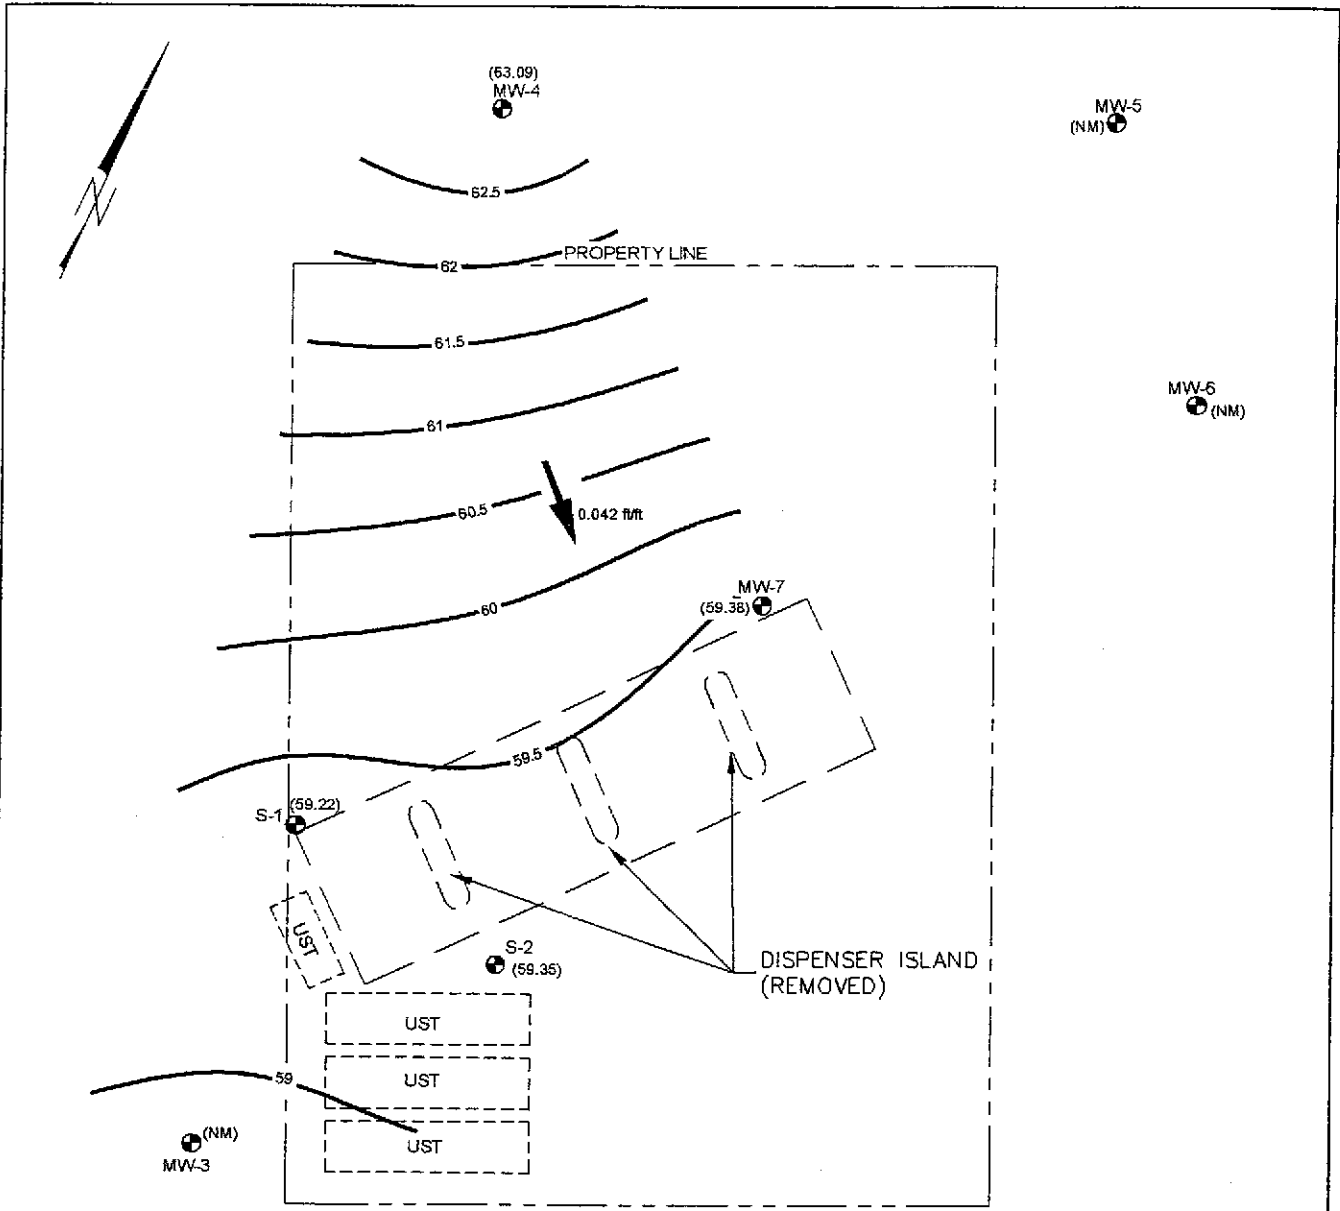 (63.09)
MW-4
MW-5
(NM)
62.5
N
PROPERTY LINE
62
61.5
MW-6
(NM)
61
60.5
0.042 ft/ft
MW-7
(59.38)
60
59.5
S-1
(59.22)
UST
S-2
(59.35)
DISPENSER ISLAND
(REMOVED)
UST
UST
59
UST
(NM)
MW-3